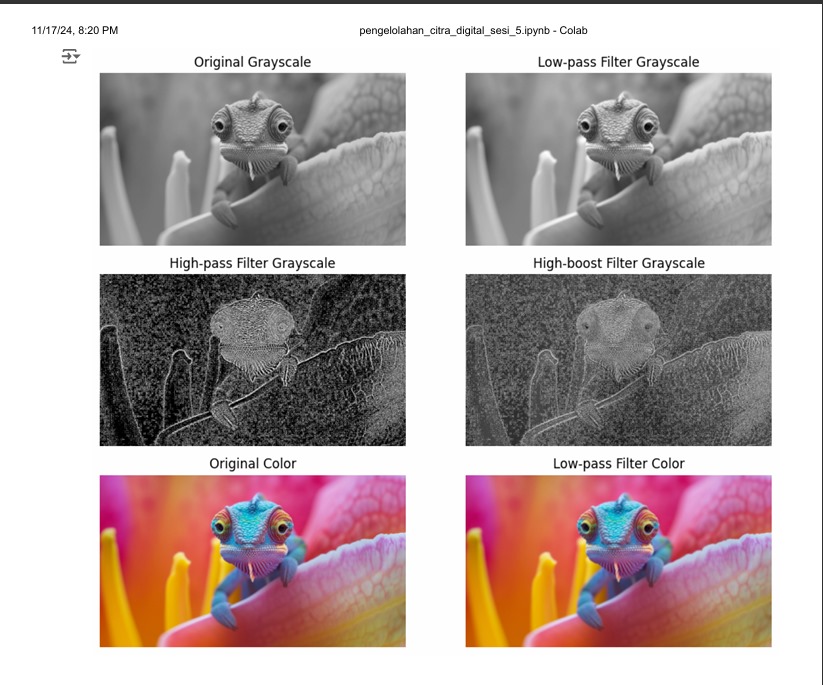 11/17/24, 8:20 PM
pengelolahan_citra_digital_sesi_5.ipynb - Colab
Original Grayscale
Low-pass Filter Grayscale
High-pass Filter Grayscale
High-boost Filter Grayscale
Original Color
Low-pass Filter Color